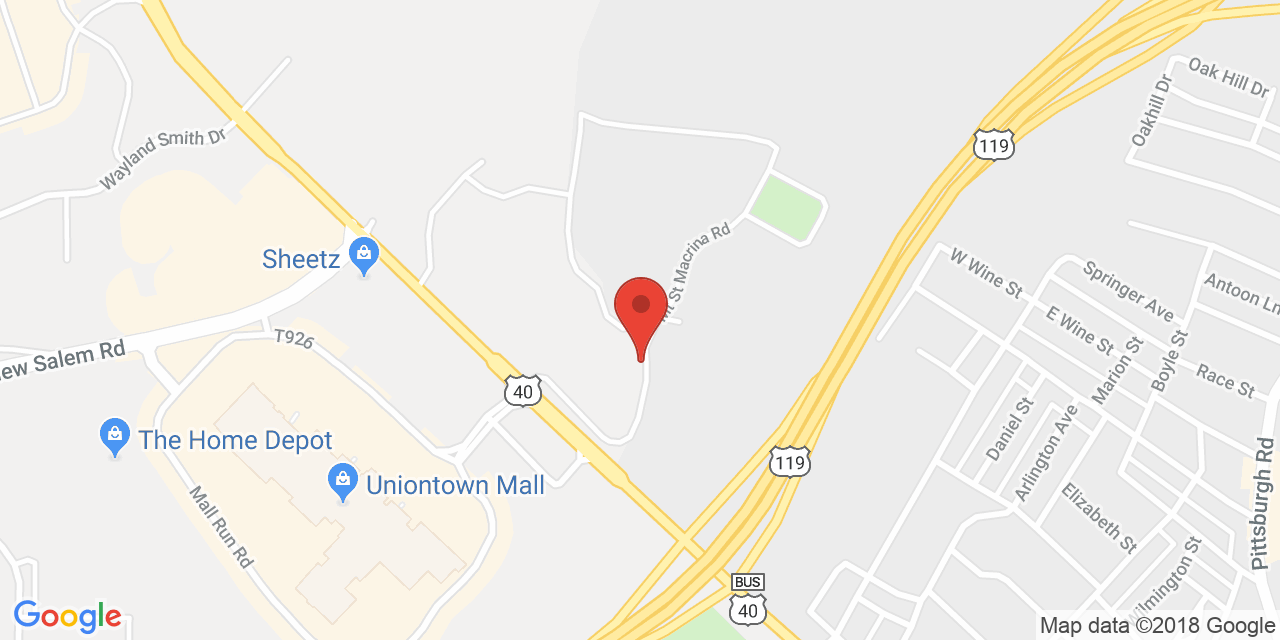 Oak Hill Dr
Oakhill Dr
119
Wayland Smith Dr
Mt St Macrina Rd
Sheetz
W Wine St
Springer Ave
Antoon Ln
E Wine St
T926
New Salem Rd
Marion St
Boyle St
Race St
40
Daniel St
Arlington Ave
The Home Depot
119
Pittsburgh Rd
Uniontown Mall
Elizabeth St
Mall Run Rd
Wilmington St
BUS
40
Google
Map data ©2018 Google